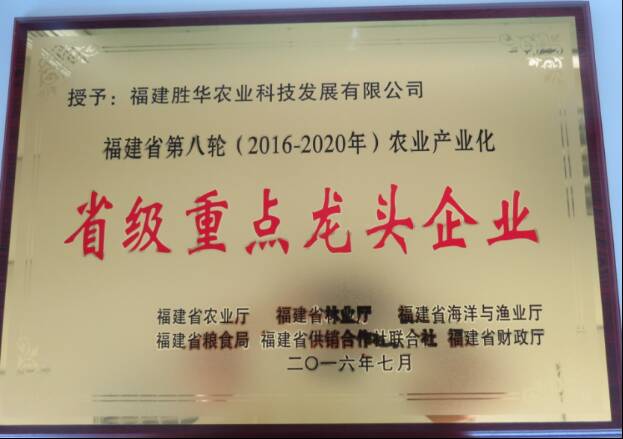 授予：福建胜华农业科技发展有限公司
福建省第八轮（2016-2020年）农业产业化
省级重点龙头企业
福建省农业厅 福建省林业厅 福建省海洋与渔业厅
福建省粮食局 福建省供销合作社联合社 福建省财政厅
二〇一六年七月